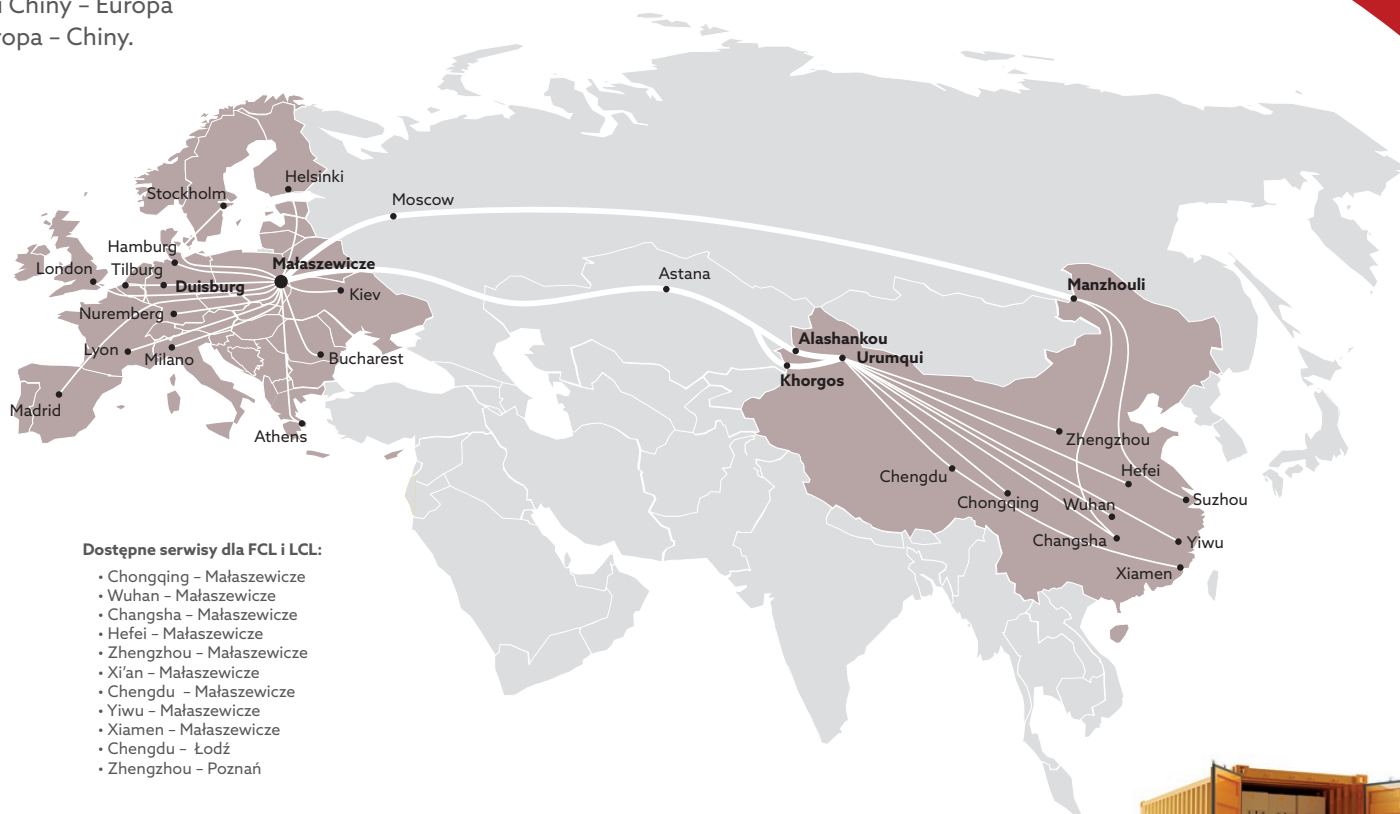 i Chiny – Europa
ropa – Chiny.
Helsinki
Stockholm
Moscow
Hamburg
London
Tilburg
Małaszewicze
Duisburg
Kiev
Astana
Manzhouli
Nuremberg
Alashankou
Lyon
Milano
Bucharest
Urumqui
Khorgos
Madrid
Athens
Zhengzhou
Chengdu
Hefei
Chongqing
Wuhan
Suzhou
Changsha
Yiwu
Xiamen
Dostępne serwisy dla FCL i LCL:
• Chongqing – Małaszewicze
• Wuhan – Małaszewicze
• Changsha – Małaszewicze
• Hefei – Małaszewicze
• Zhengzhou – Małaszewicze
• Xi’an – Małaszewicze
• Chengdu – Małaszewicze
• Yiwu – Małaszewicze
• Xiamen – Małaszewicze
• Chengdu – Łodź
• Zhengzhou – Poznań